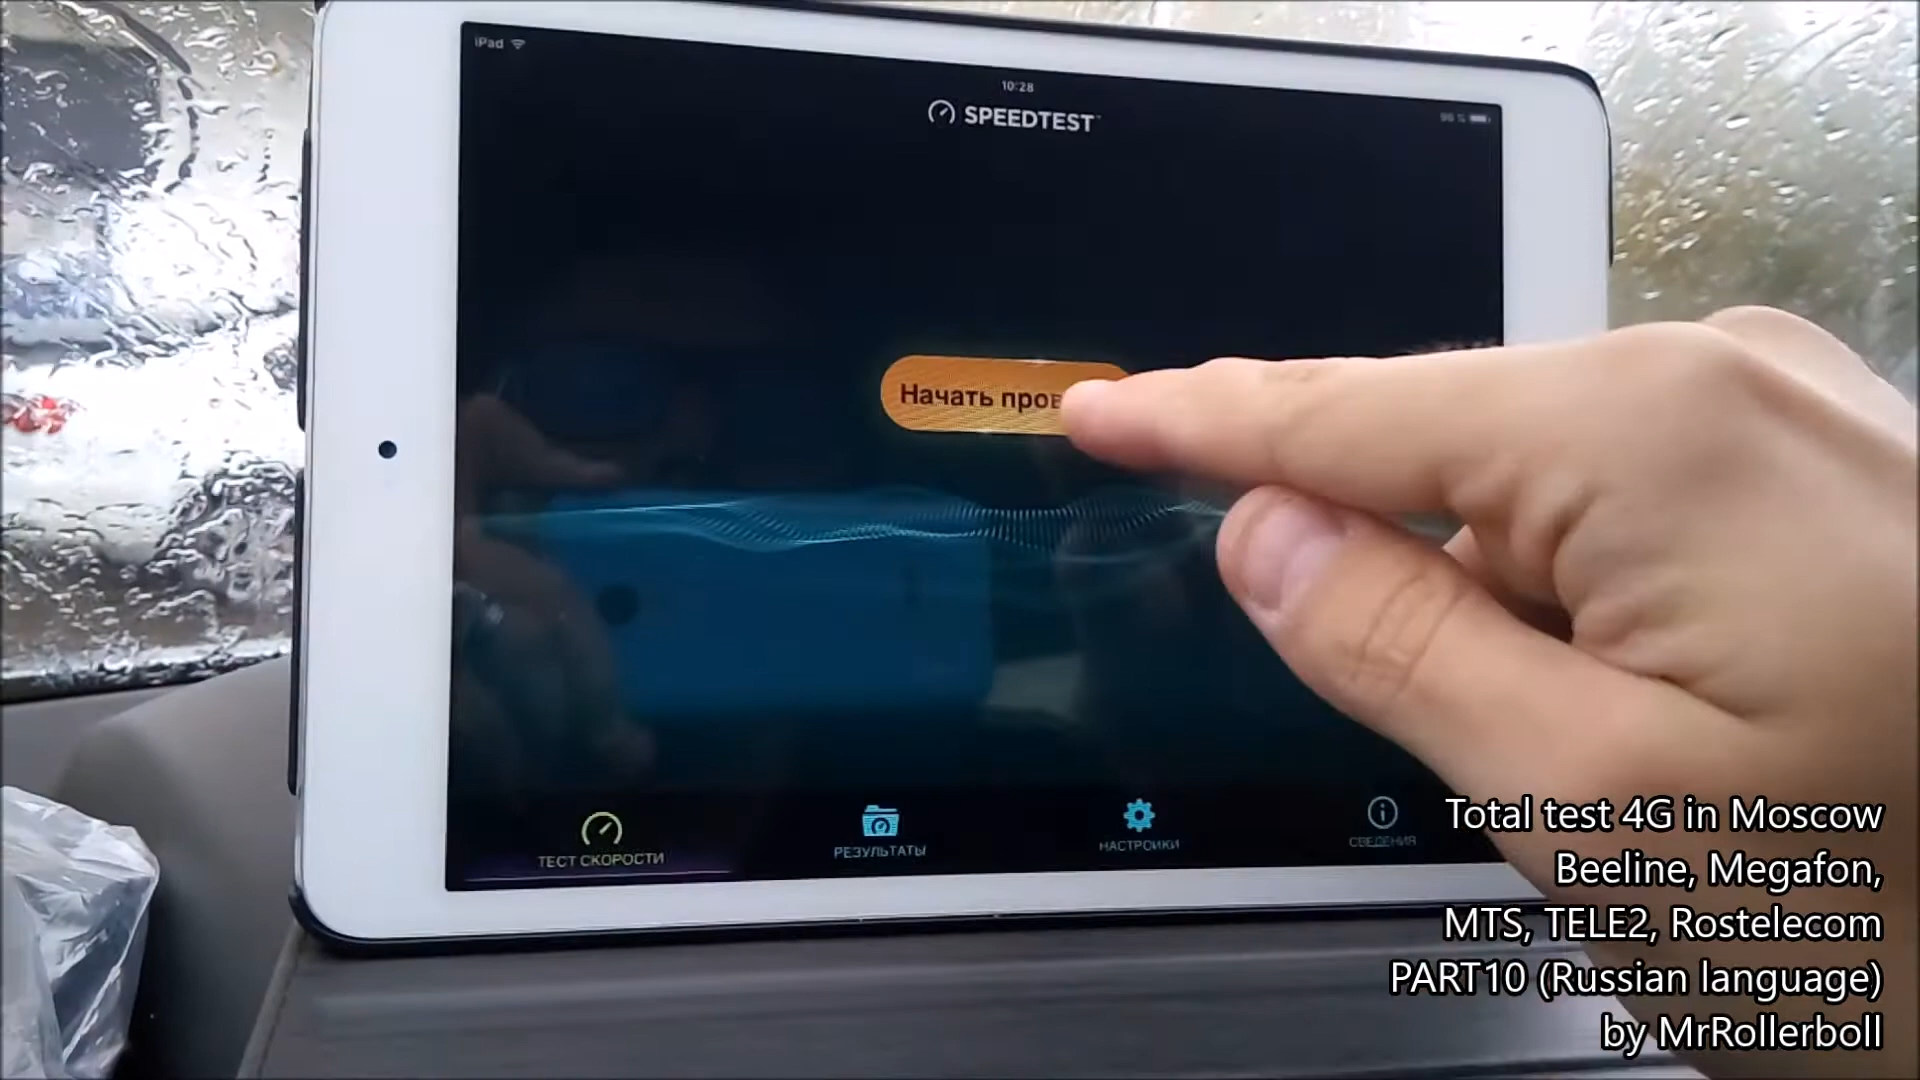 iPad
10:28
SPEEDTEST
Начать
ТЕСТ СКОРОСТИ
РЕЗУЛЬТАТЫ
НАСТРОЙКИ
СВЕДЕНИЯ
Total test 4G in Moscow
Beeline, Megafon,
MTS, TELE2, Rostelecom
PART10 (Russian language)
by MrRollerboll